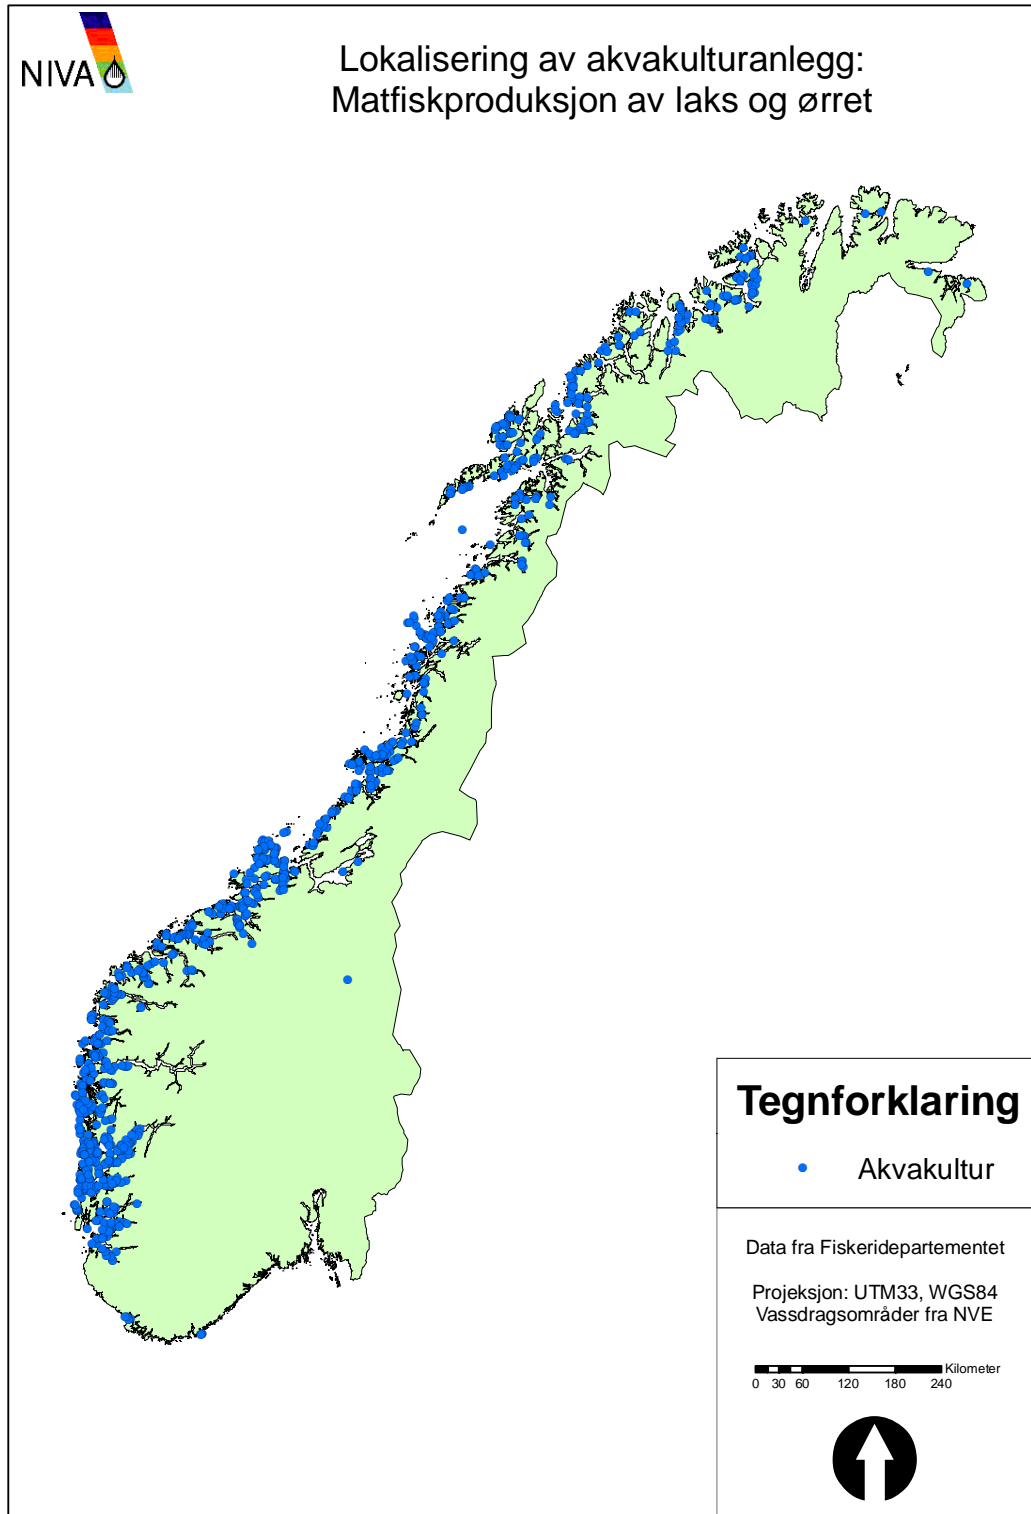 NIVA
Lokalisering av akvakulturanlegg:
Matfiskproduksjon av laks og ørret
Tegnforklaring
Akvakultur
Data fra Fiskeridepartementet
Projeksjon: UTM33, WGS84
Vassdragsområder fra NVE
Kilometer
0 30 60 120 180 240